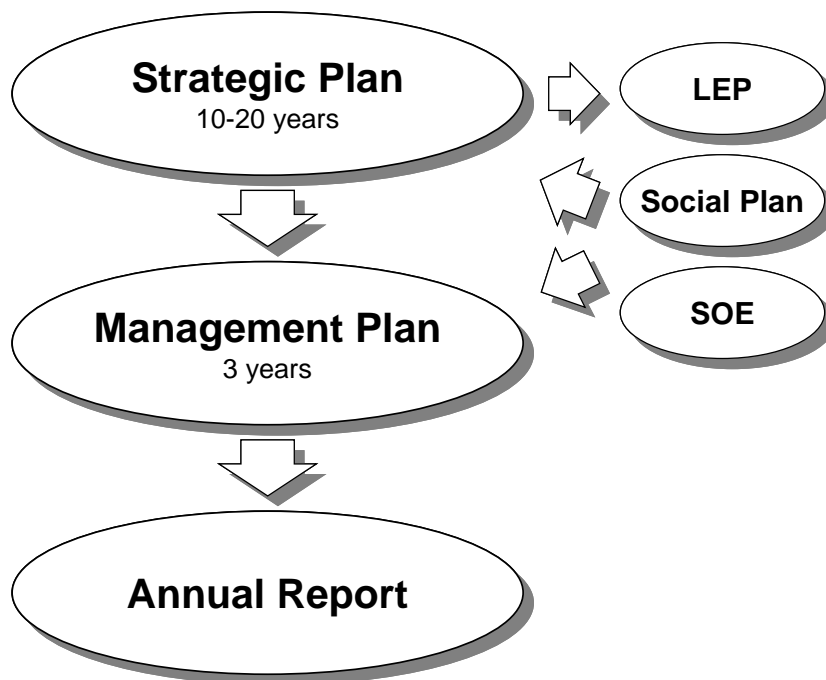 Strategic Plan
10-20 years
LEP
Social Plan
SOE
Management Plan
3 years
Annual Report